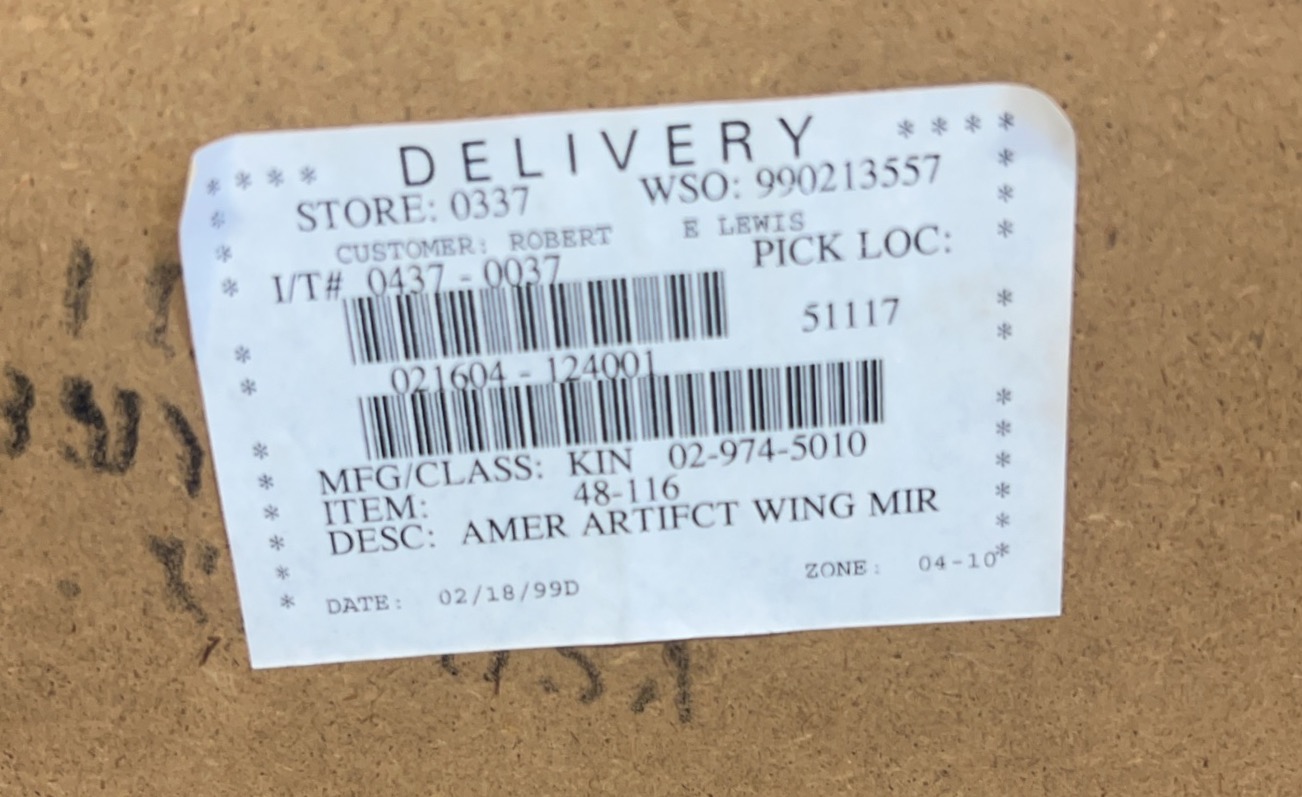 * * * * DELIVERY * * * *
STORE: 0337 WSO: 990213557
CUSTOMER: ROBERT E LEWIS
I/T# 0437 - 0037 PICK LOC:
51117
021604 - 124001
MFG/CLASS: KIN 02-974-5010
ITEM: 48-116
DESC: AMER ARTIFCT WING MIR
DATE: 02/18/99D ZONE: 04-10